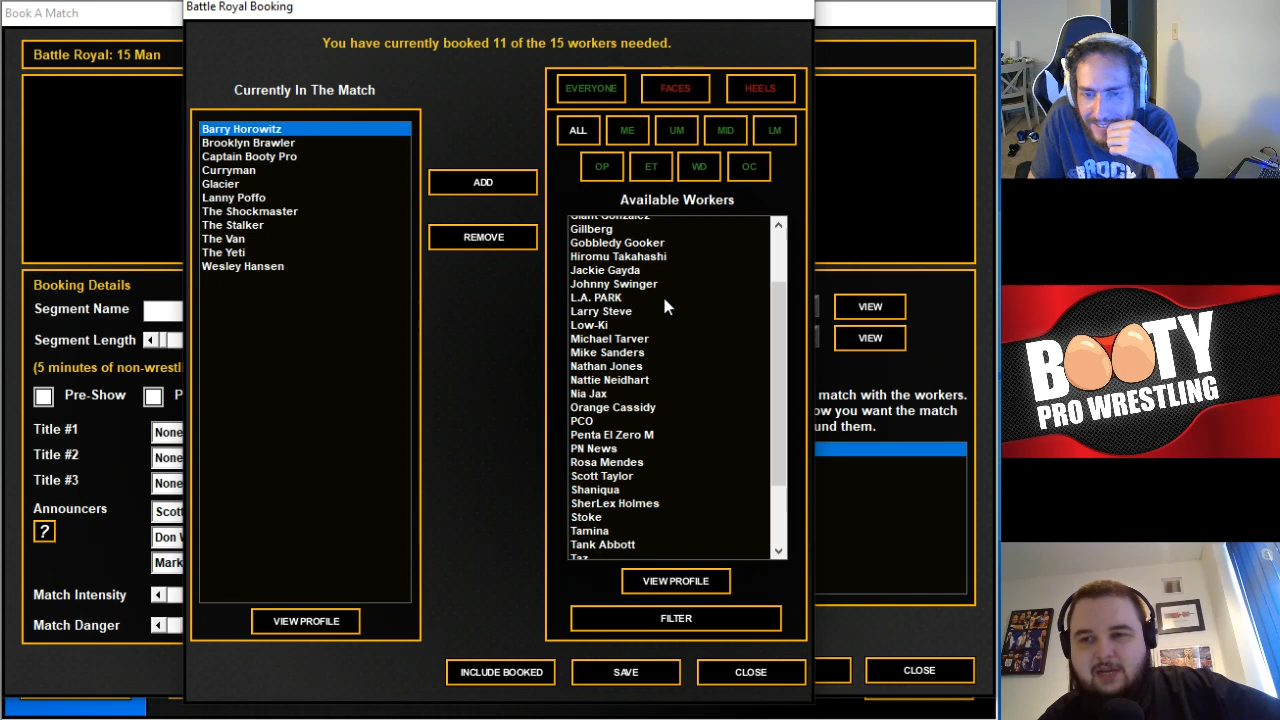 Book A Match
Battle Royal Booking
Battle Royal: 15 Man
You have currently booked 11 of the 15 workers needed.
Currently In The Match
Barry Horowitz
Brooklyn Brawler
Captain Booty Pro
Curryman
Glacier
Lanny Poffo
The Shockmaster
The Stalker
The Van
The Yeti
Wesley Hansen
VIEW PROFILE
ADD
REMOVE
EVERYONE
FACES
HEELS
ALL
ME
UM
MID
LM
OP
ET
WD
OC
Available Workers
Giant Gonzalez
Gillberg
Gobbledy Gooker
Hiromu Takahashi
Jackie Gayda
Johnny Swinger
L.A. PARK
Larry Steve
Low-Ki
Michael Tarver
Mike Sanders
Nathan Jones
Nattie Neidhart
Nia Jax
Orange Cassidy
PCO
Penta El Zero M
PN News
Rosa Mendes
Scott Taylor
Shaniqua
SherLex Holmes
Stoke
Tamina
Tank Abbott
Taz
VIEW PROFILE
FILTER
INCLUDE BOOKED
SAVE
CLOSE
Booking Details
Segment Name
Segment Length
(5 minutes of non-wrestli
Pre-Show
P
Title #1
None
Title #2
None
Title #3
None
Announcers
?
Scott
Don W
Mark
Match Intensity
Match Danger
VIEW
VIEW
match with the workers.
ow you want the match
und them.
CLOSE
BOOTY
PRO WRESTLING